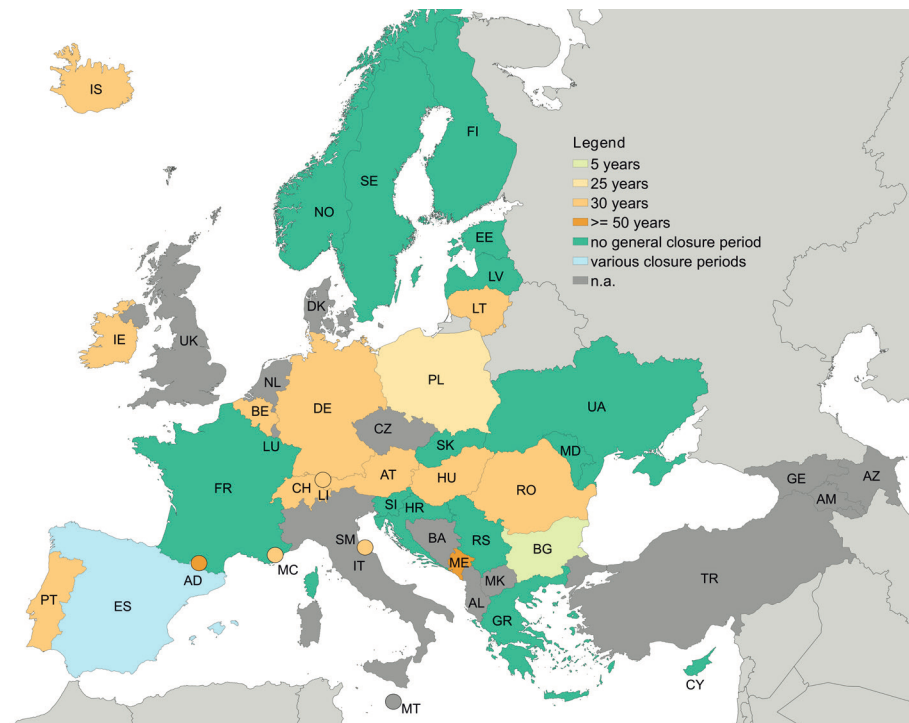 IS
FI
SE
NO
Legend
5 years
25 years
30 years
>= 50 years
no general closure period
various closure periods
n.a.
EE
LV
LT
DK
IE
UK
NL
PL
BE
DE
UA
CZ
LU
SK
MD
AT
HU
CH
LI
RO
FR
SI
HR
GE
AZ
AM
BA
RS
SM
IT
BG
ME
MC
AD
MK
TR
PT
ES
AL
GR
CY
MT